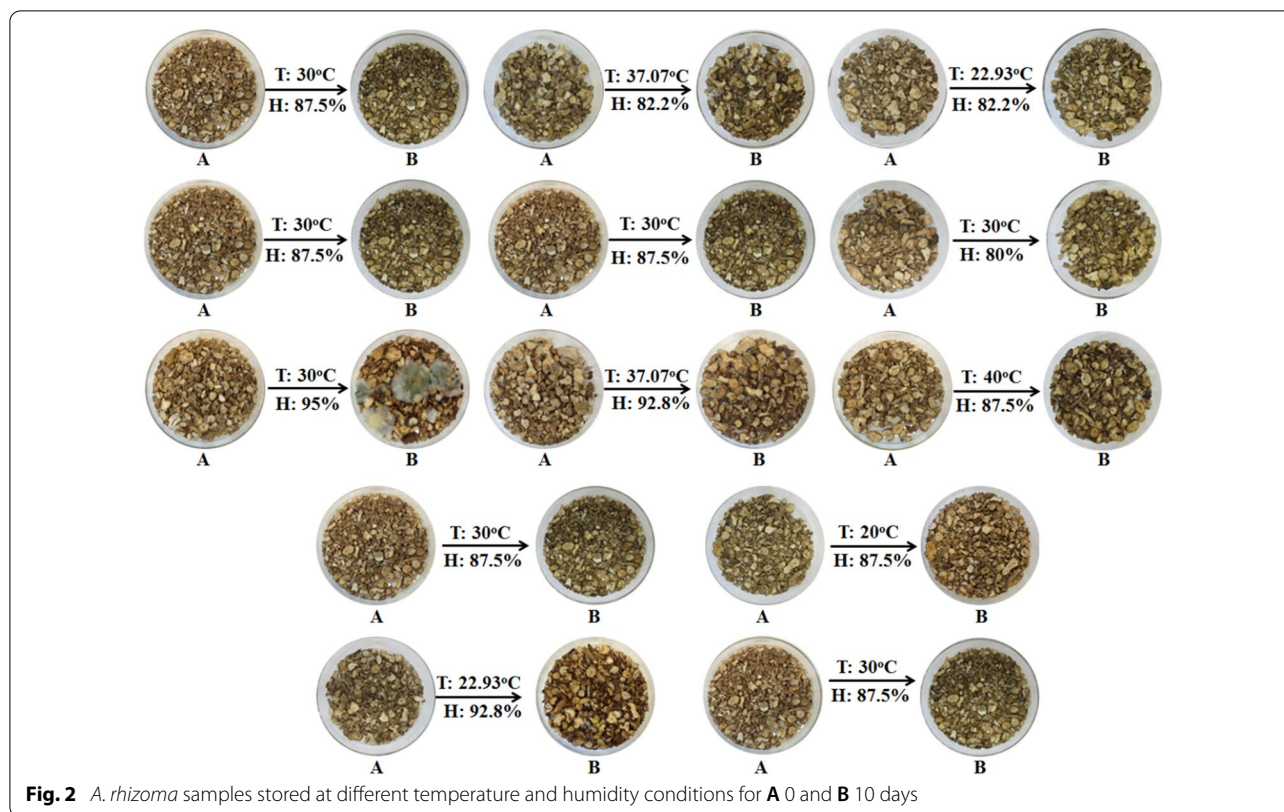 T: 30°C T: 37.07°C T: 22.93°C
H: 87.5% H: 82.2% H: 82.2%
A B A B A B
T: 30°C T: 30°C T: 30°C
H: 87.5% H: 87.5% H: 80%
A B A B A B
T: 30°C T: 37.07°C T: 40°C
H: 95% H: 92.8% H: 87.5%
A B A B A B
T: 30°C T: 20°C
H: 87.5% H: 87.5%
A B A B
T: 22.93°C T: 30°C
H: 92.8% H: 87.5%
A B A B
Fig. 2 A. rhizoma samples stored at different temperature and humidity conditions for A 0 and B 10 days